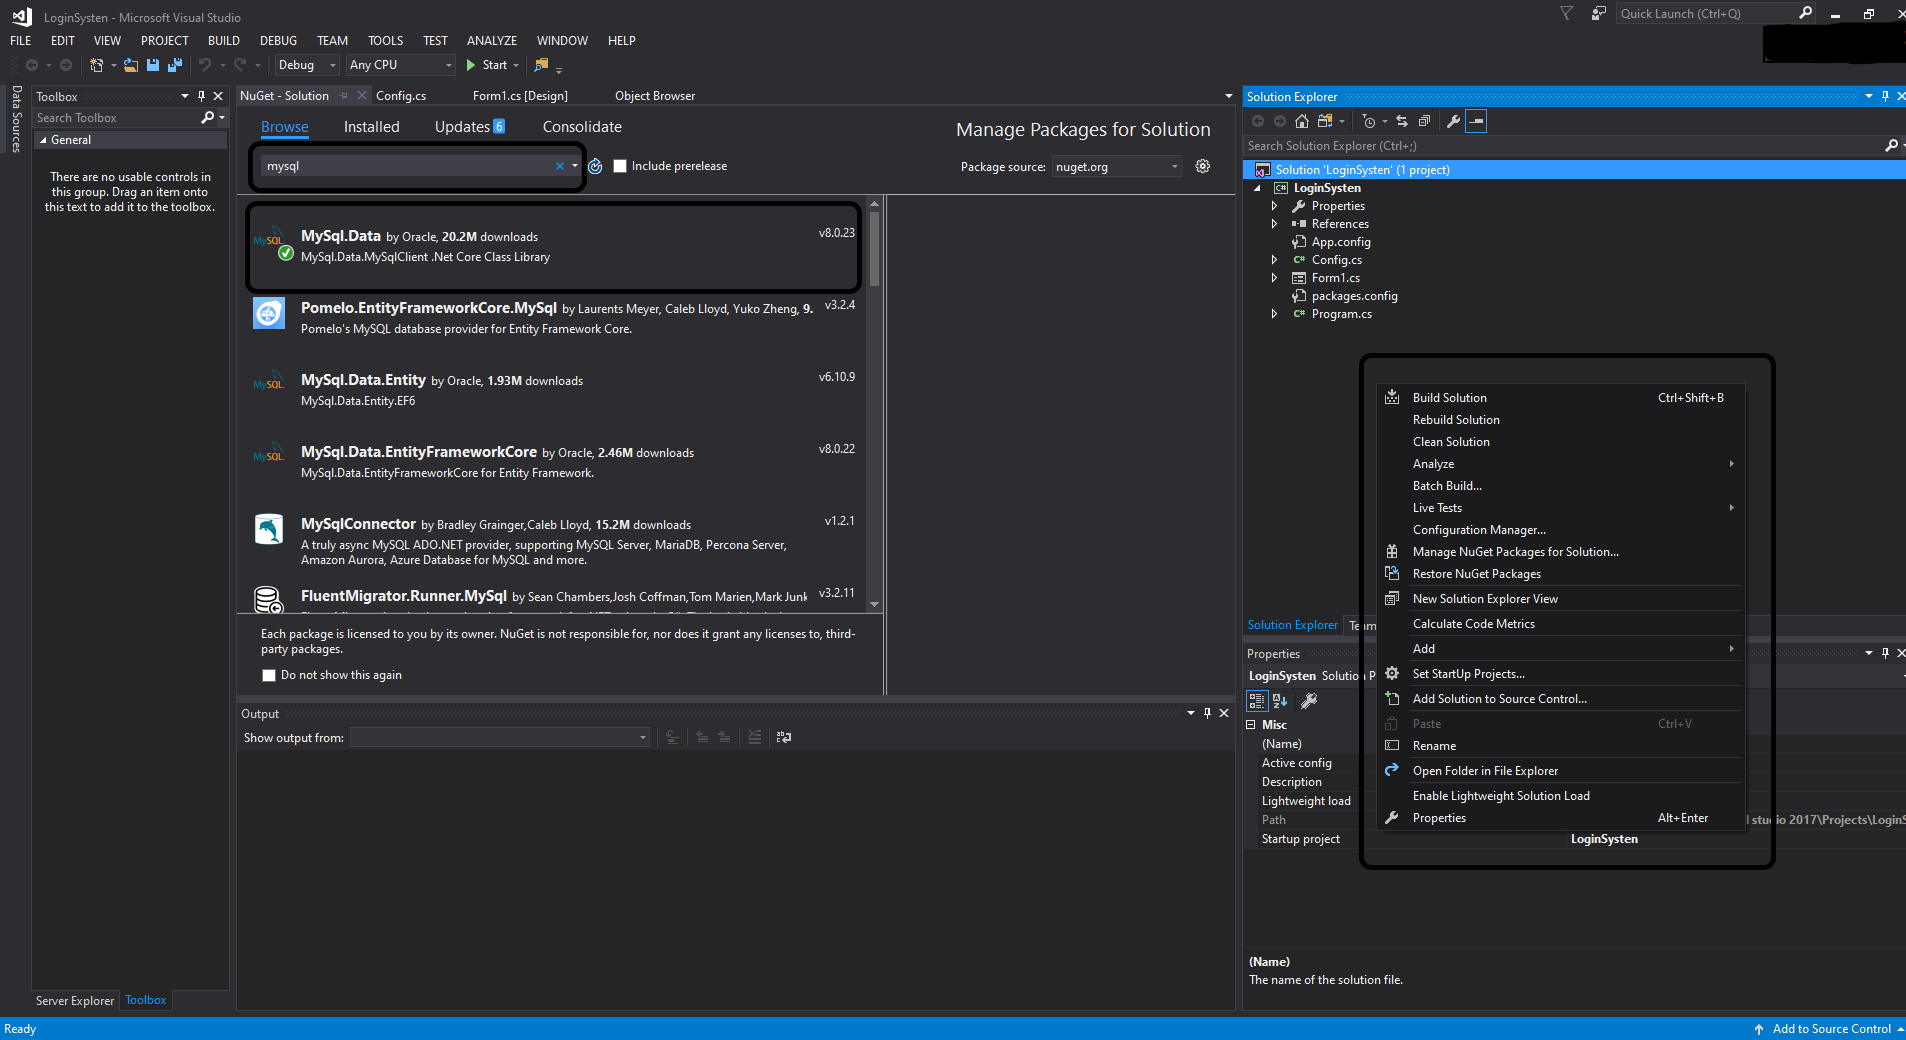 LoginSysten - Microsoft Visual Studio
Quick Launch (Ctrl+Q)
FILE EDIT VIEW PROJECT BUILD DEBUG TEAM TOOLS TEST ANALYZE WINDOW HELP
Debug Any CPU Start
Data Sources
Toolbox
Search Toolbox
General
There are no usable controls in
this group. Drag an item onto
this text to add it to the toolbox.
Server Explorer Toolbox
NuGet - Solution Config.cs Form1.cs [Design] Object Browser
Browse Installed Updates 6 Consolidate
Manage Packages for Solution
mysql
Include prerelease
Package source: nuget.org
MySQL
MySql.Data by Oracle, 20.2M downloads v8.0.23
MySql.Data.MySqlClient .Net Core Class Library
Pomelo.EntityFrameworkCore.MySql by Laurents Meyer, Caleb Lloyd, Yuko Zheng, 9. v3.2.4
Pomelo's MySQL database provider for Entity Framework Core.
MySQL
MySql.Data.Entity by Oracle, 1.93M downloads v6.10.9
MySql.Data.Entity.EF6
MySQL
MySql.Data.EntityFrameworkCore by Oracle, 2.46M downloads v8.0.22
MySql.Data.EntityFrameworkCore for Entity Framework.
MySqlConnector by Bradley Grainger,Caleb Lloyd, 15.2M downloads v1.2.1
A truly async MySQL ADO.NET provider, supporting MySQL Server, MariaDB, Percona Server,
Amazon Aurora, Azure Database for MySQL and more.
FluentMigrator.Runner.MySql by Sean Chambers,Josh Coffman,Tom Marien,Mark Junk v3.2.11
Each package is licensed to you by its owner. NuGet is not responsible for, nor does it grant any licenses to, third-
party packages.
Do not show this again
Output
Show output from:
Solution Explorer
Search Solution Explorer (Ctrl+;)
Solution 'LoginSysten' (1 project)
C# LoginSysten
Properties
References
App.config
C# Config.cs
Form1.cs
packages.config
C# Program.cs
Build Solution Ctrl+Shift+B
Rebuild Solution
Clean Solution
Analyze
Batch Build...
Live Tests
Configuration Manager...
Manage NuGet Packages for Solution...
Restore NuGet Packages
New Solution Explorer View
Calculate Code Metrics
Add
Set StartUp Projects...
Add Solution to Source Control...
Paste Ctrl+V
Rename
Open Folder in File Explorer
Enable Lightweight Solution Load
Properties Alt+Enter
Solution Explorer Team
Properties
LoginSysten Solution P
Misc
(Name)
Active config
Description
Lightweight load
Path studio 2017\Projects\LoginS
Startup project LoginSysten
(Name)
The name of the solution file.
Ready
Add to Source Control